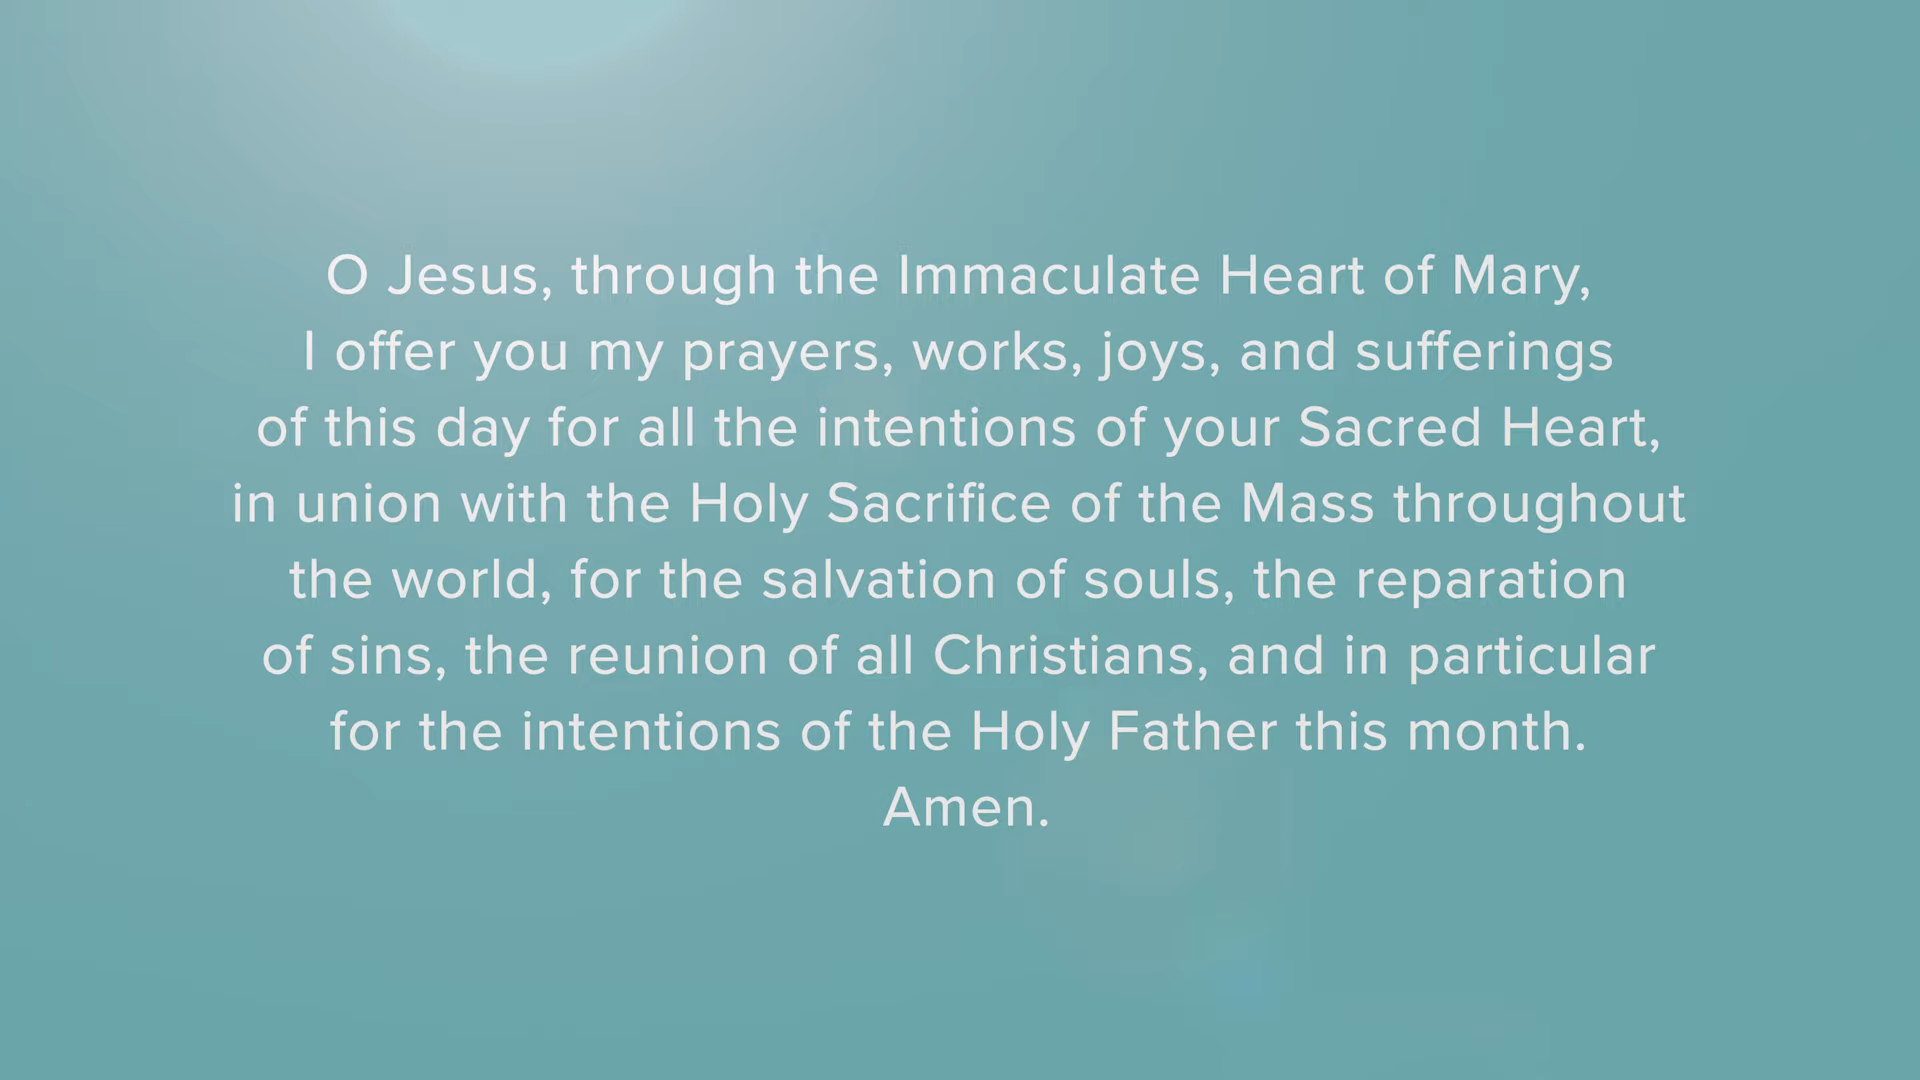 O Jesus, through the Immaculate Heart of Mary,
I offer you my prayers, works, joys, and sufferings
of this day for all the intentions of your Sacred Heart,
in union with the Holy Sacrifice of the Mass throughout
the world, for the salvation of souls, the reparation
of sins, the reunion of all Christians, and in particular
for the intentions of the Holy Father this month.
Amen.